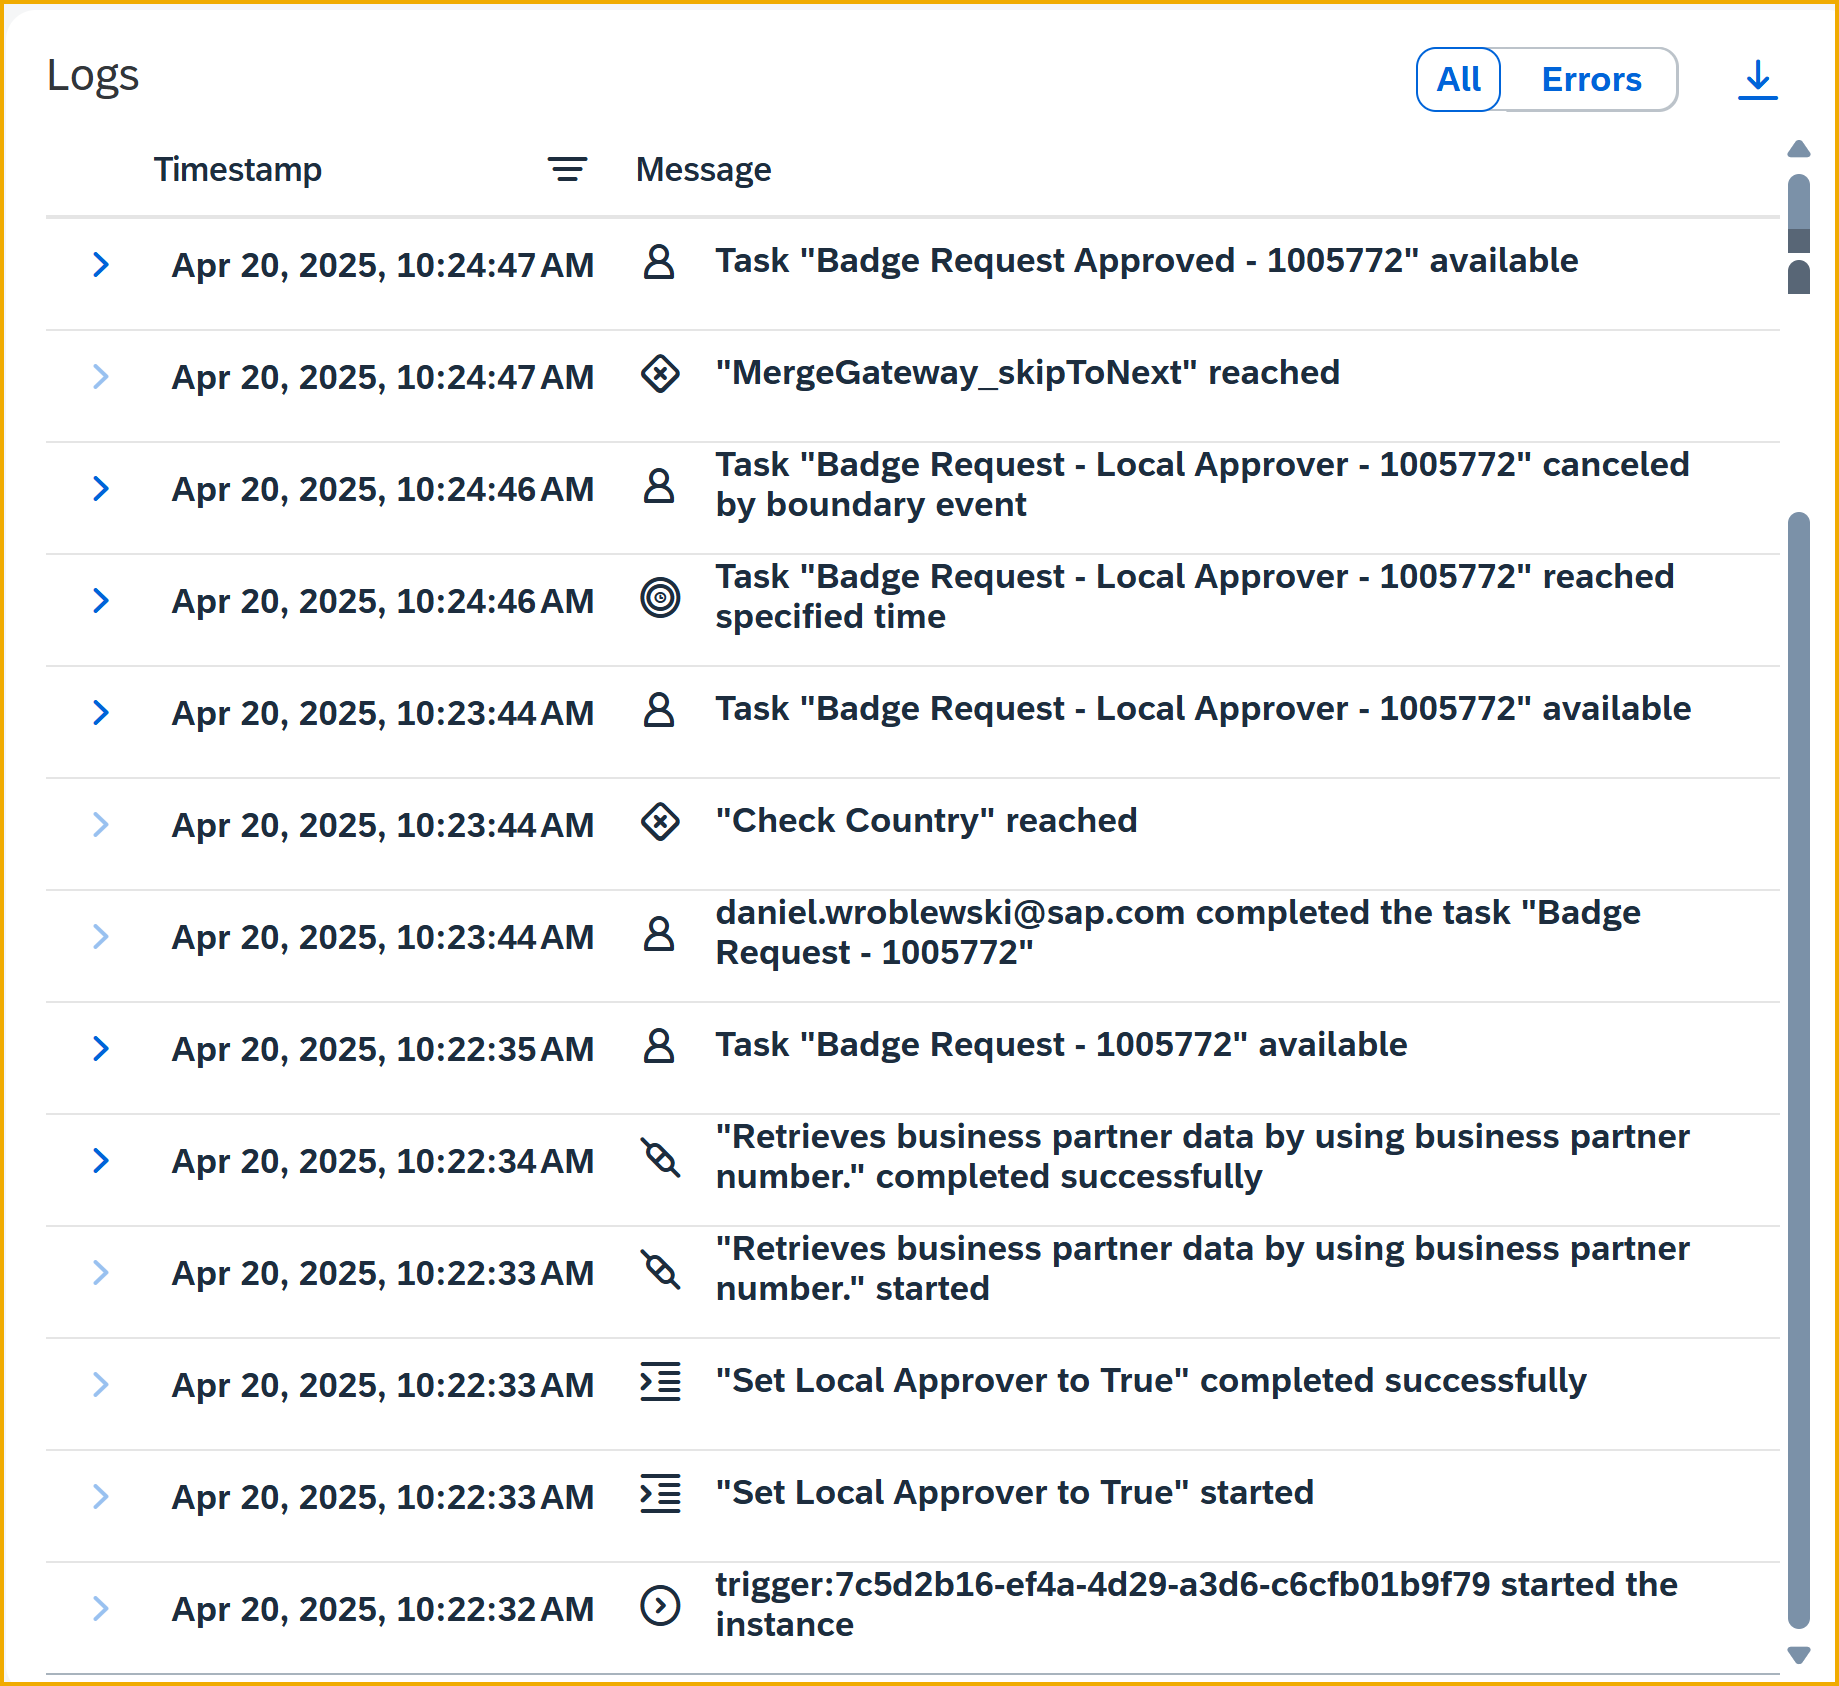 Logs
All Errors
Timestamp Message
Apr 20, 2025, 10:24:47 AM Task "Badge Request Approved - 1005772" available
Apr 20, 2025, 10:24:47 AM "MergeGateway_skipToNext" reached
Apr 20, 2025, 10:24:46 AM Task "Badge Request - Local Approver - 1005772" canceled
by boundary event
Apr 20, 2025, 10:24:46 AM Task "Badge Request - Local Approver - 1005772" reached
specified time
Apr 20, 2025, 10:23:44 AM Task "Badge Request - Local Approver - 1005772" available
Apr 20, 2025, 10:23:44 AM "Check Country" reached
Apr 20, 2025, 10:23:44 AM daniel.wroblewski@sap.com completed the task "Badge
Request - 1005772"
Apr 20, 2025, 10:22:35 AM Task "Badge Request - 1005772" available
Apr 20, 2025, 10:22:34 AM "Retrieves business partner data by using business partner
number." completed successfully
Apr 20, 2025, 10:22:33 AM "Retrieves business partner data by using business partner
number." started
Apr 20, 2025, 10:22:33 AM "Set Local Approver to True" completed successfully
Apr 20, 2025, 10:22:33 AM "Set Local Approver to True" started
Apr 20, 2025, 10:22:32 AM trigger:7c5d2b16-ef4a-4d29-a3d6-c6cfb01b9f79 started the
instance